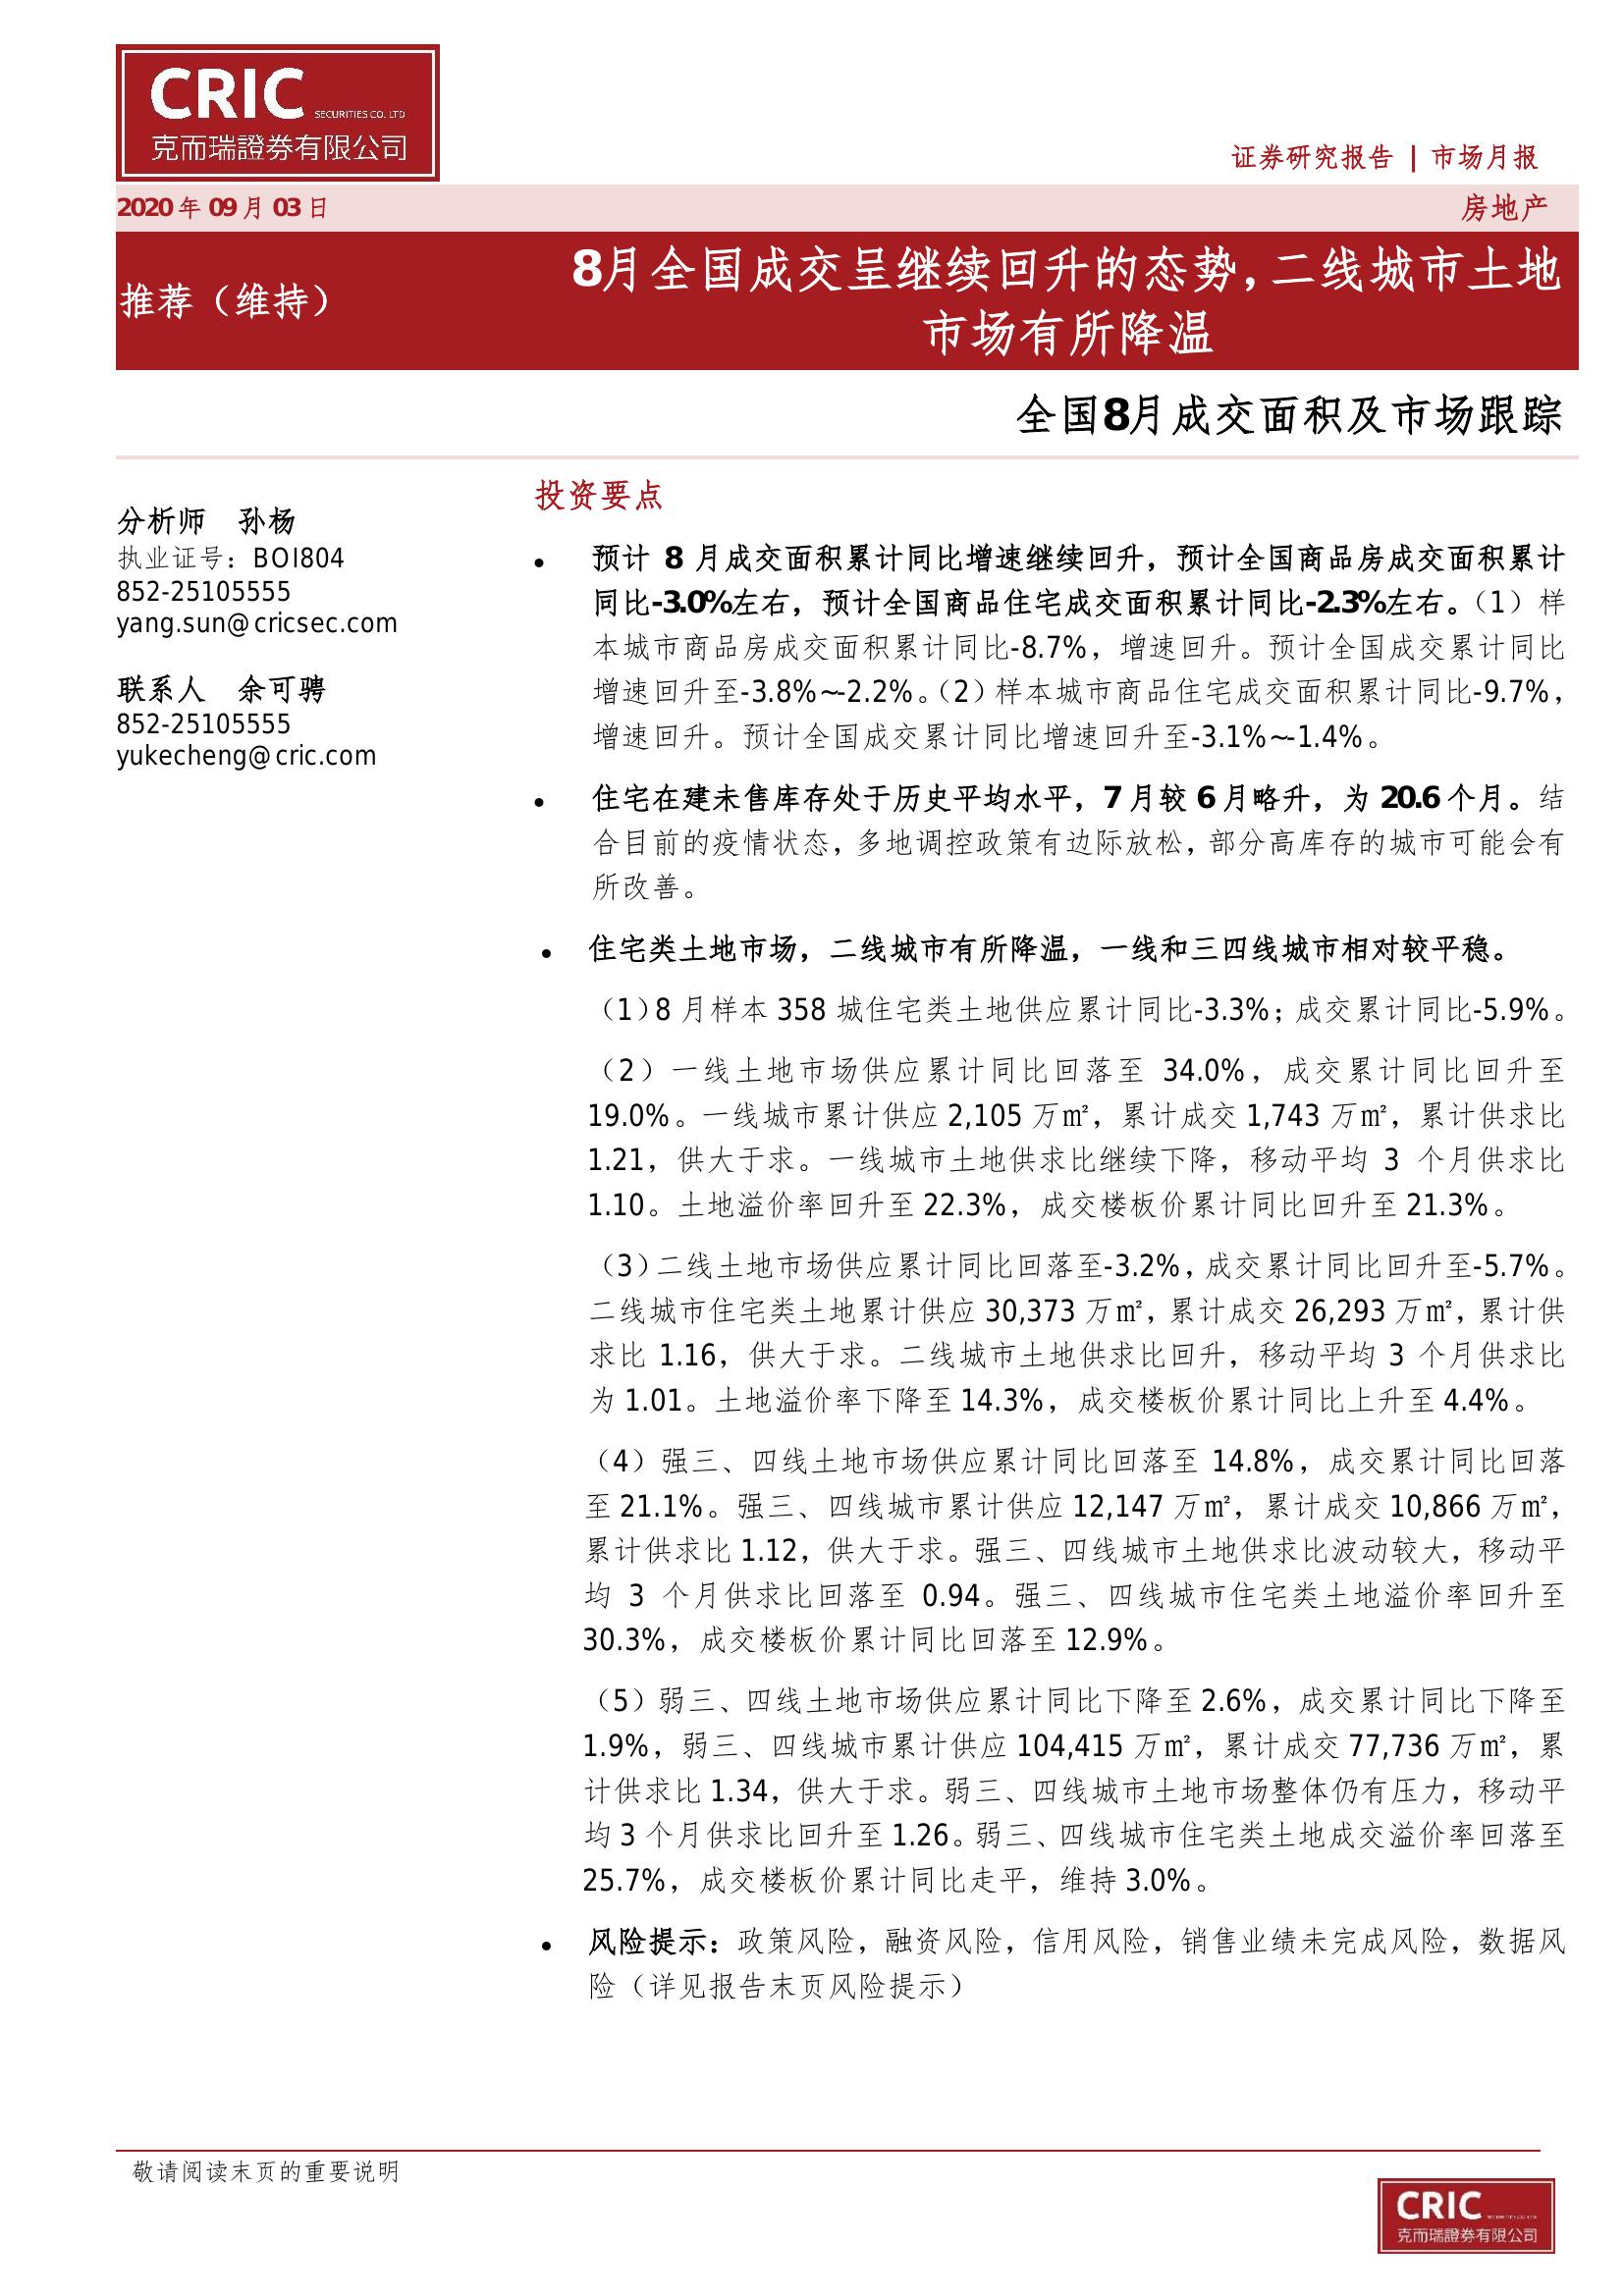 CRIC SECURITIES CO. LTD
克而瑞證券有限公司
证券研究报告 | 市场月报
2020 年 09 月 03 日
房地产
推荐（维持）
8月全国成交呈继续回升的态势，二线城市土地
市场有所降温
全国8月成交面积及市场跟踪
分析师 孙杨
执业证号：BOI804
852-25105555
yang.sun@cricsec.com
联系人 余可骋
852-25105555
yukecheng@cric.com
投资要点
● 预计 8 月成交面积累计同比增速继续回升，预计全国商品房成交面积累计
同比-3.0%左右，预计全国商品住宅成交面积累计同比-2.3%左右。（1）样
本城市商品房成交面积累计同比-8.7%，增速回升。预计全国成交累计同比
增速回升至-3.8%~-2.2%。（2）样本城市商品住宅成交面积累计同比-9.7%，
增速回升。预计全国成交累计同比增速回升至-3.1%~-1.4%。
● 住宅在建未售库存处于历史平均水平，7 月较 6 月略升，为 20.6 个月。结
合目前的疫情状态，多地调控政策有边际放松，部分高库存的城市可能会有
所改善。
● 住宅类土地市场，二线城市有所降温，一线和三四线城市相对较平稳。
（1）8 月样本 358 城住宅类土地供应累计同比-3.3%；成交累计同比-5.9%。
（2）一线土地市场供应累计同比回落至 34.0%，成交累计同比回升至
19.0%。一线城市累计供应 2,105 万㎡，累计成交 1,743 万㎡，累计供求比
1.21，供大于求。一线城市土地供求比继续下降，移动平均 3 个月供求比
1.10。土地溢价率回升至 22.3%，成交楼板价累计同比回升至 21.3%。
（3）二线土地市场供应累计同比回落至-3.2%，成交累计同比回升至-5.7%。
二线城市住宅类土地累计供应 30,373 万㎡，累计成交 26,293 万㎡，累计供
求比 1.16，供大于求。二线城市土地供求比回升，移动平均 3 个月供求比
为 1.01。土地溢价率下降至 14.3%，成交楼板价累计同比上升至 4.4%。
（4）强三、四线土地市场供应累计同比回落至 14.8%，成交累计同比回落
至 21.1%。强三、四线城市累计供应 12,147 万㎡，累计成交 10,866 万㎡，
累计供求比 1.12，供大于求。强三、四线城市土地供求比波动较大，移动平
均 3 个月供求比回落至 0.94。强三、四线城市住宅类土地溢价率回升至
30.3%，成交楼板价累计同比回落至 12.9%。
（5）弱三、四线土地市场供应累计同比下降至 2.6%，成交累计同比下降至
1.9%，弱三、四线城市累计供应 104,415 万㎡，累计成交 77,736 万㎡，累
计供求比 1.34，供大于求。弱三、四线城市土地市场整体仍有压力，移动平
均 3 个月供求比回升至 1.26。弱三、四线城市住宅类土地成交溢价率回落至
25.7%，成交楼板价累计同比走平，维持 3.0%。
● 风险提示：政策风险，融资风险，信用风险，销售业绩未完成风险，数据风
险（详见报告末页风险提示）
敬请阅读末页的重要说明
CRIC
克而瑞證券有限公司